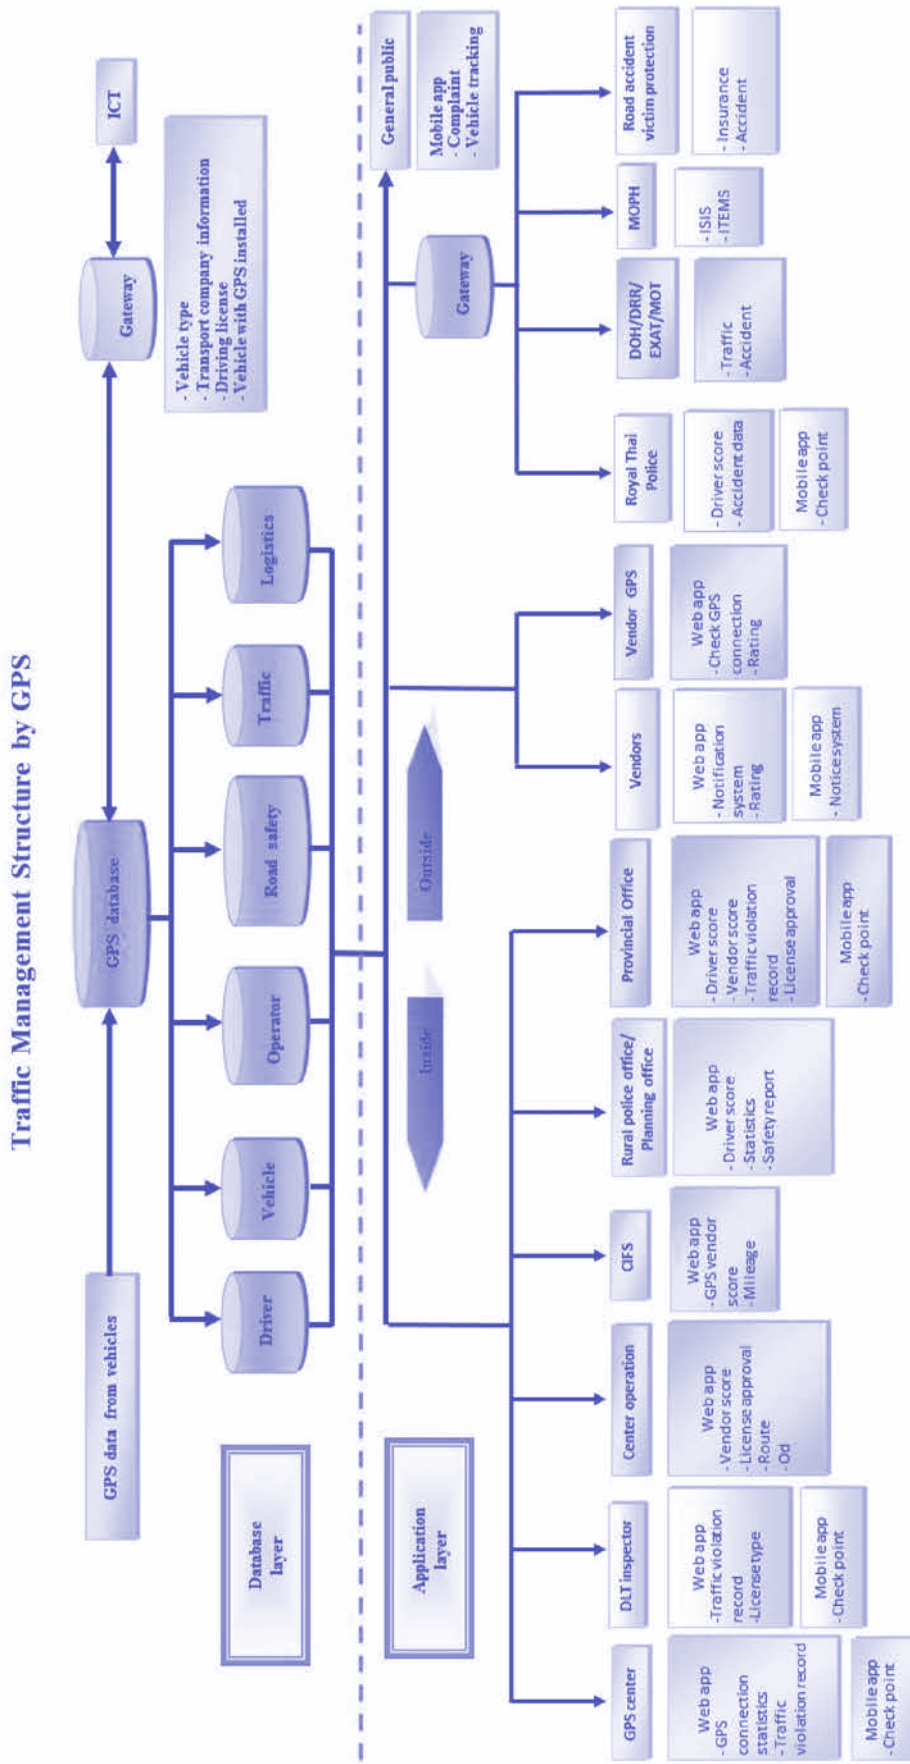 Traffic Management Structure by GPS
GPS data from vehicles
GPS database
Gateway
ICT
- Vehicle type
- Transport company information
- Driving license
- Vehicle with GPS installed
Database
layer
Driver
Vehicle
Operator
Road safety
Traffic
Logistics
Application
layer
Inside
Outside
General public
Mobile app
- Complaint
- Vehicle tracking
Gateway
GPS center
Web app
- GPS
connection
statistics
- Traffic
violation record
Mobile app
- Check point
DLT inspector
Web app
-Traffic violation
record
- License type
Mobile app
- Check point
Center operation
Web app
- Vendor score
- License approval
- Route
- Od
CIFS
Web app
- GPS vendor
score
- Mileage
Rural police office/
Planning office
Web app
- Driver score
- Statistics
- Safety report
Provincial Office
Web app
- Driver score
- Vendor score
- Traffic violation
record
- License approval
Mobile app
- Check point
Vendors
Web app
- Notification
system
- Rating
Mobile app
- Notice system
Vendor GPS
Web app
- Check GPS
connection
- Rating
Royal Thai
Police
- Driver score
- Accident data
Mobile app
- Check point
DOH/DRR/
EXAT/MOT
- Traffic
- Accident
MOPH
- ISIS
- ITEMS
Road accident
victim protection
- Insurance
- Accident